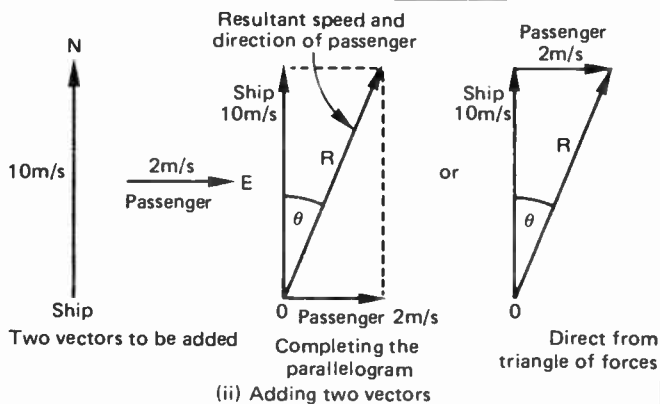 N
10m/s
2m/s
E
Passenger
Ship
Two vectors to be added
Resultant speed and
direction of passenger
Ship
10m/s
R
θ
0
Passenger 2m/s
Completing the
parallelogram
or
Passenger
2m/s
Ship
10m/s
R
θ
0
Direct from
triangle of forces
(ii) Adding two vectors